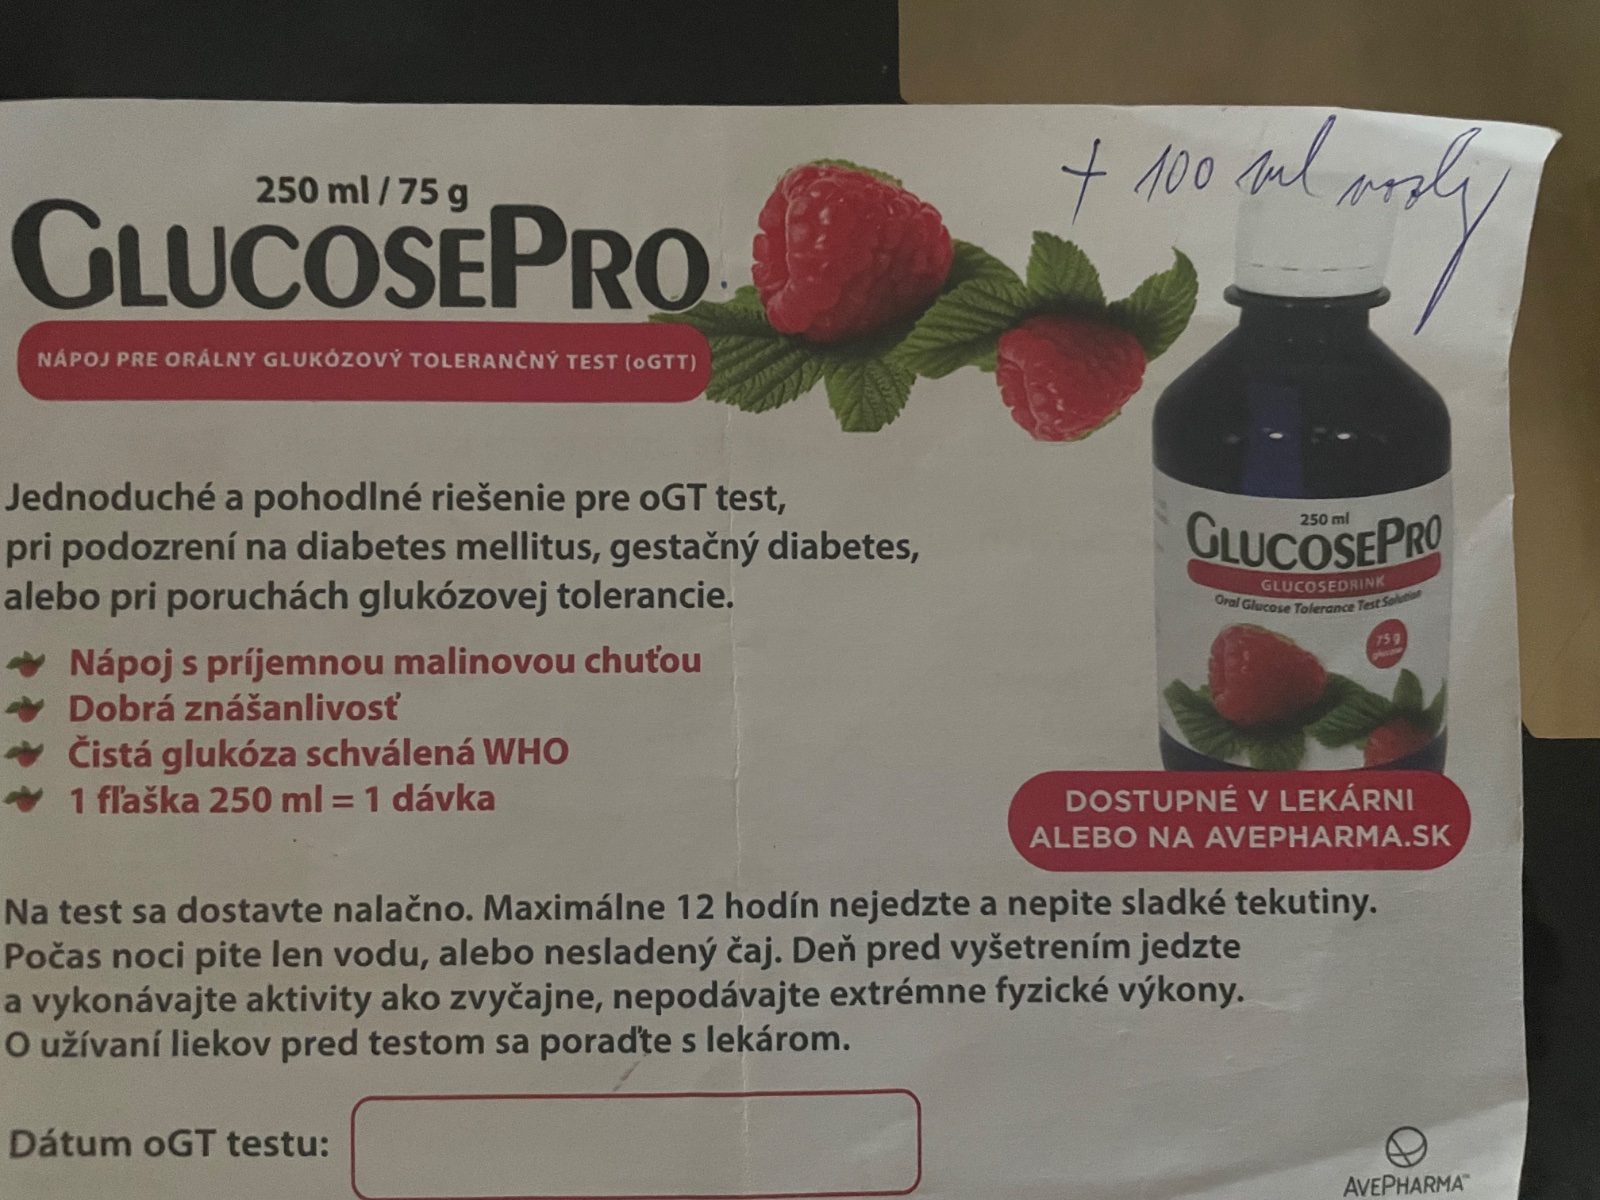 + 100 ml vody
250 ml / 75 g
GLUCOSEPRO
NÁPOJ PRE ORÁLNY GLUKÓZOVÝ TOLERANČNÝ TEST (oGTT)
Jednoduché a pohodlné riešenie pre oGT test,
pri podozrení na diabetes mellitus, gestačný diabetes,
alebo pri poruchách glukózovej tolerancie.
Nápoj s príjemnou malinovou chuťou
Dobrá znášanlivosť
Čistá glukóza schválená WHO
1 fľaška 250 ml = 1 dávka
250 ml
GLUCOSEPRO
GLUCOSEDRINK
Oral Glucose Tolerance Test Solution
75 g
glucose
DOSTUPNÉ V LEKÁRNI
ALEBO NA AVEPHARMA.SK
Na test sa dostavte nalačno. Maximálne 12 hodín nejedzte a nepite sladké tekutiny.
Počas noci pite len vodu, alebo nesladený čaj. Deň pred vyšetrením jedzte
a vykonávajte aktivity ako zvyčajne, nepodávajte extrémne fyzické výkony.
O užívaní liekov pred testom sa poraďte s lekárom.
Dátum oGT testu:
AVEPHARMA™